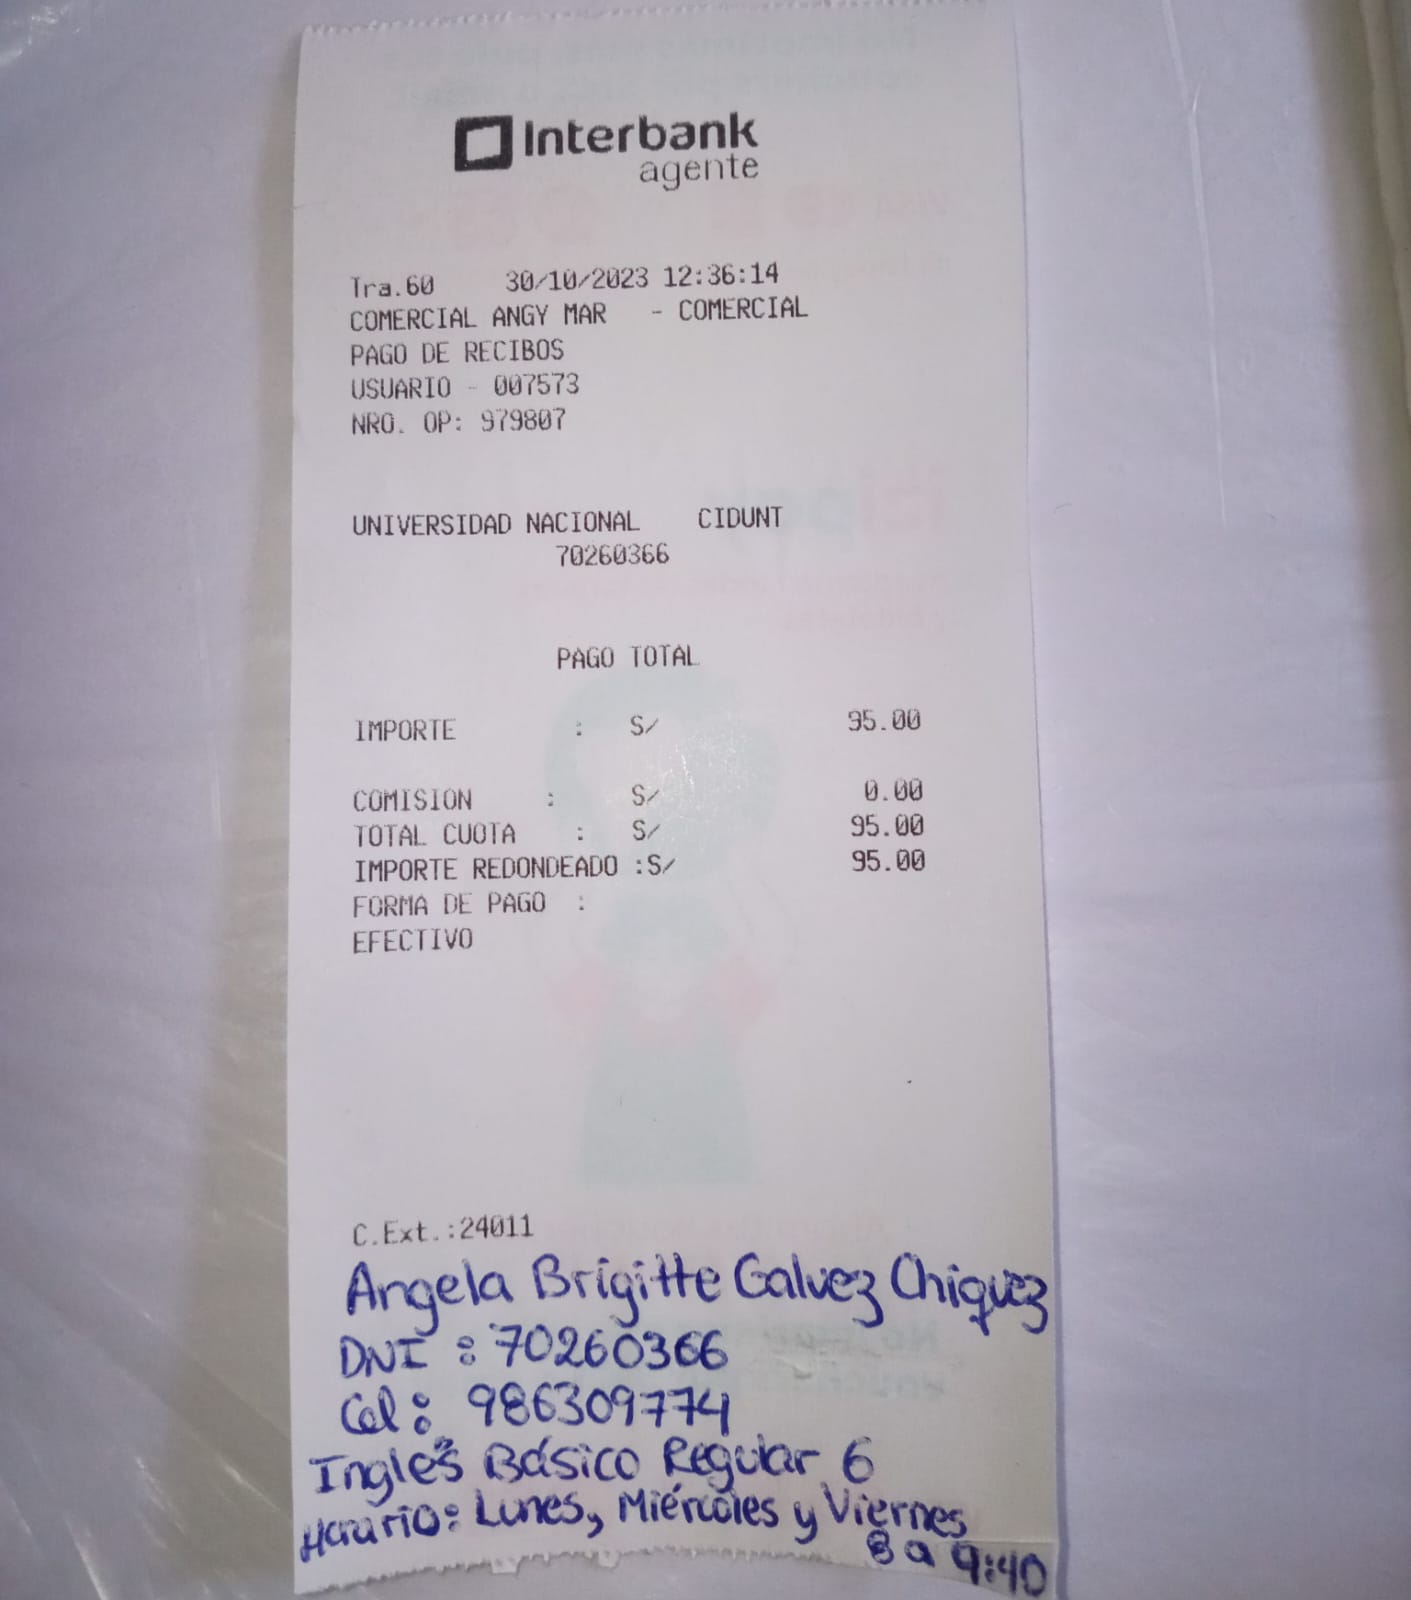 Interbank
agente
Tra.60 30/10/2023 12:36:14
COMERCIAL ANGY MAR - COMERCIAL
PAGO DE RECIBOS
USUARIO - 007573
NRO. OP: 979807
UNIVERSIDAD NACIONAL CIDUNT
70260366
PAGO TOTAL
IMPORTE : S/ 95.00
COMISION : S/ 0.00
TOTAL CUOTA : S/ 95.00
IMPORTE REDONDEADO :S/ 95.00
FORMA DE PAGO :
EFECTIVO
C.Ext.:24011
Angela Brigitte Galvez Chiquez
DNI : 70260366
Cel: 986309774
Inglés Básico Regular 6
Horario: Lunes, Miércoles y Viernes
8 a 9:40